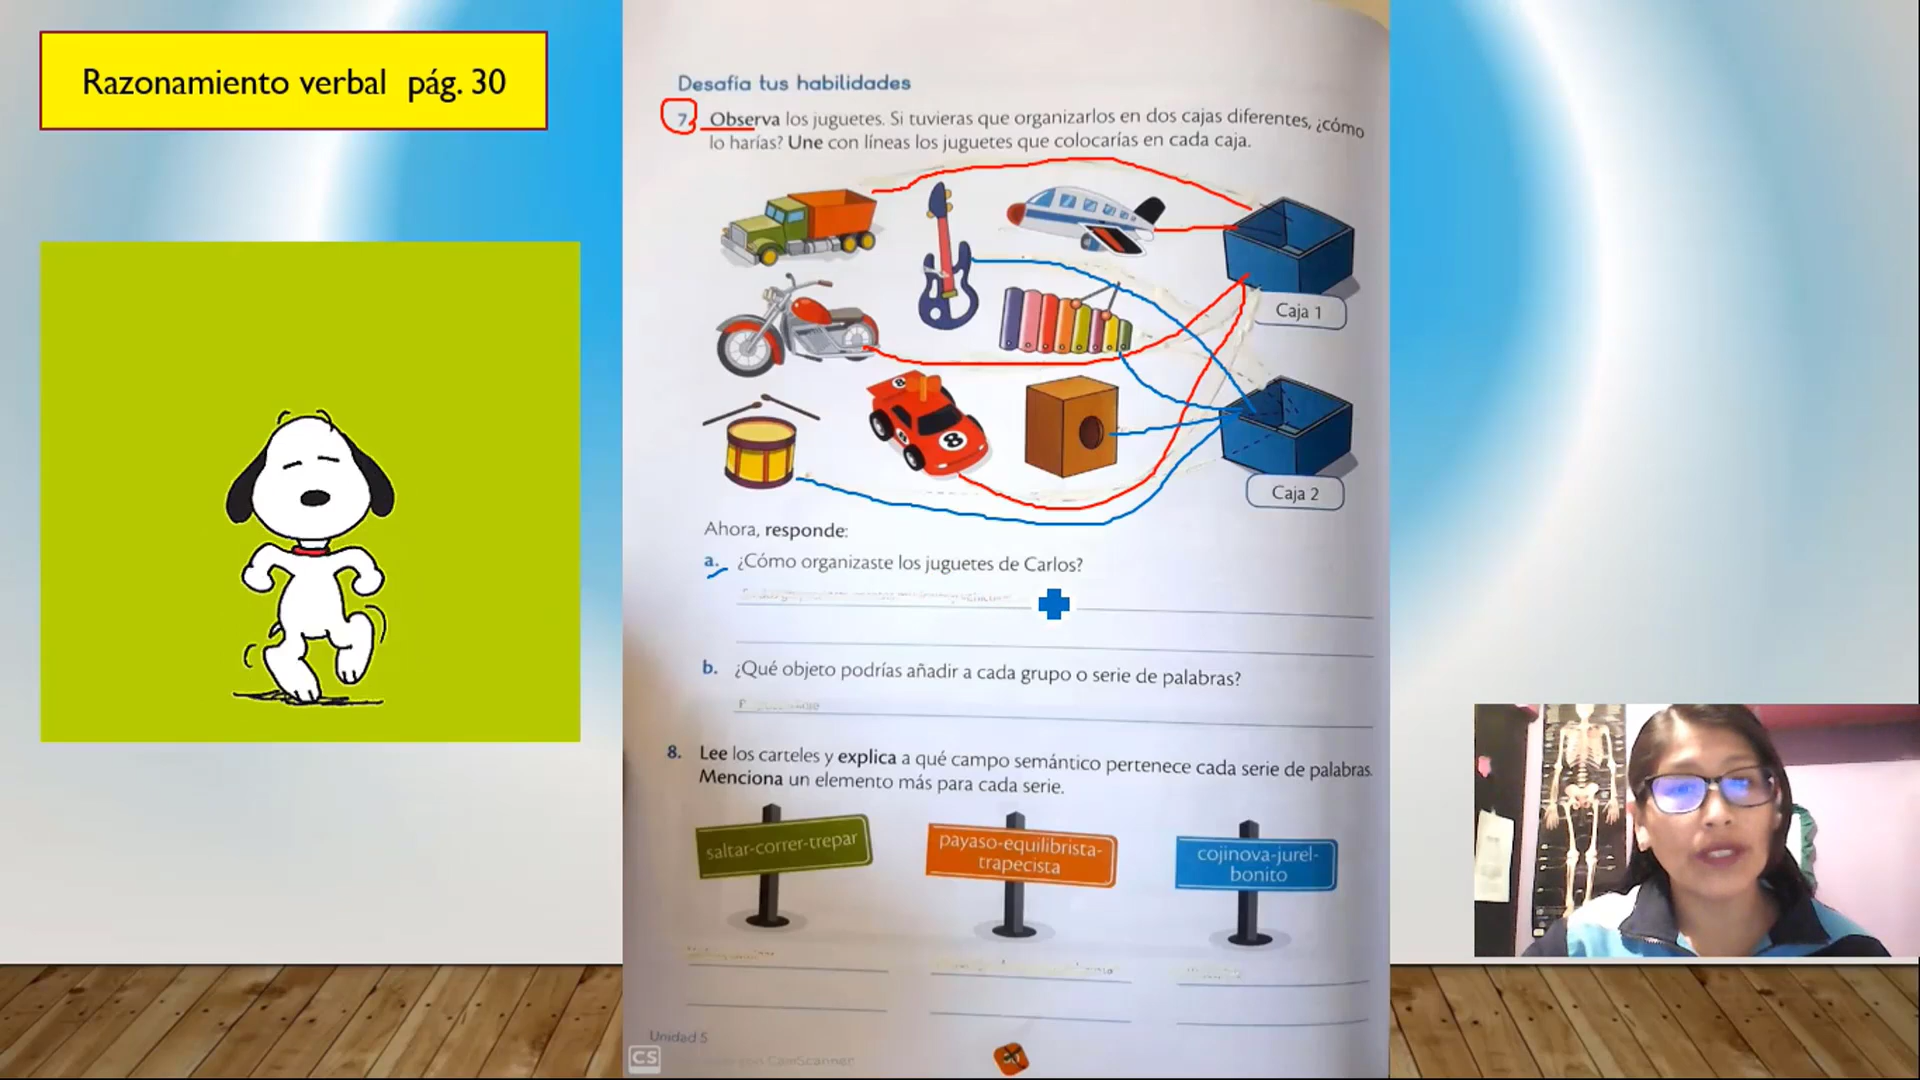 Razonamiento verbal pág. 30
Desafía tus habilidades
7. Observa los juguetes. Si tuvieras que organizarlos en dos cajas diferentes, ¿cómo
lo harías? Une con líneas los juguetes que colocarías en cada caja.
8
8
Caja 1
Caja 2
Ahora, responde:
a. ¿Cómo organizaste los juguetes de Carlos?
b. ¿Qué objeto podrías añadir a cada grupo o serie de palabras?
8. Lee los carteles y explica a qué campo semántico pertenece cada serie de palabras.
Menciona un elemento más para cada serie.
saltar-correr-trepar
payaso-equilibrista-
trapecista
cojinova-jurel-
bonito
Unidad 5
CS
CamScanner